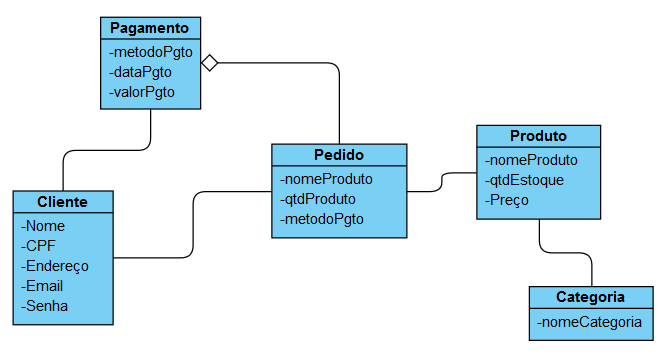 Pagamento
-metodoPgto
-dataPgto
-valorPgto
Pedido
-nomeProduto
-qtdProduto
-metodoPgto
Produto
-nomeProduto
-qtdEstoque
-Preço
Cliente
-Nome
-CPF
-Endereço
-Email
-Senha
Categoria
-nomeCategoria